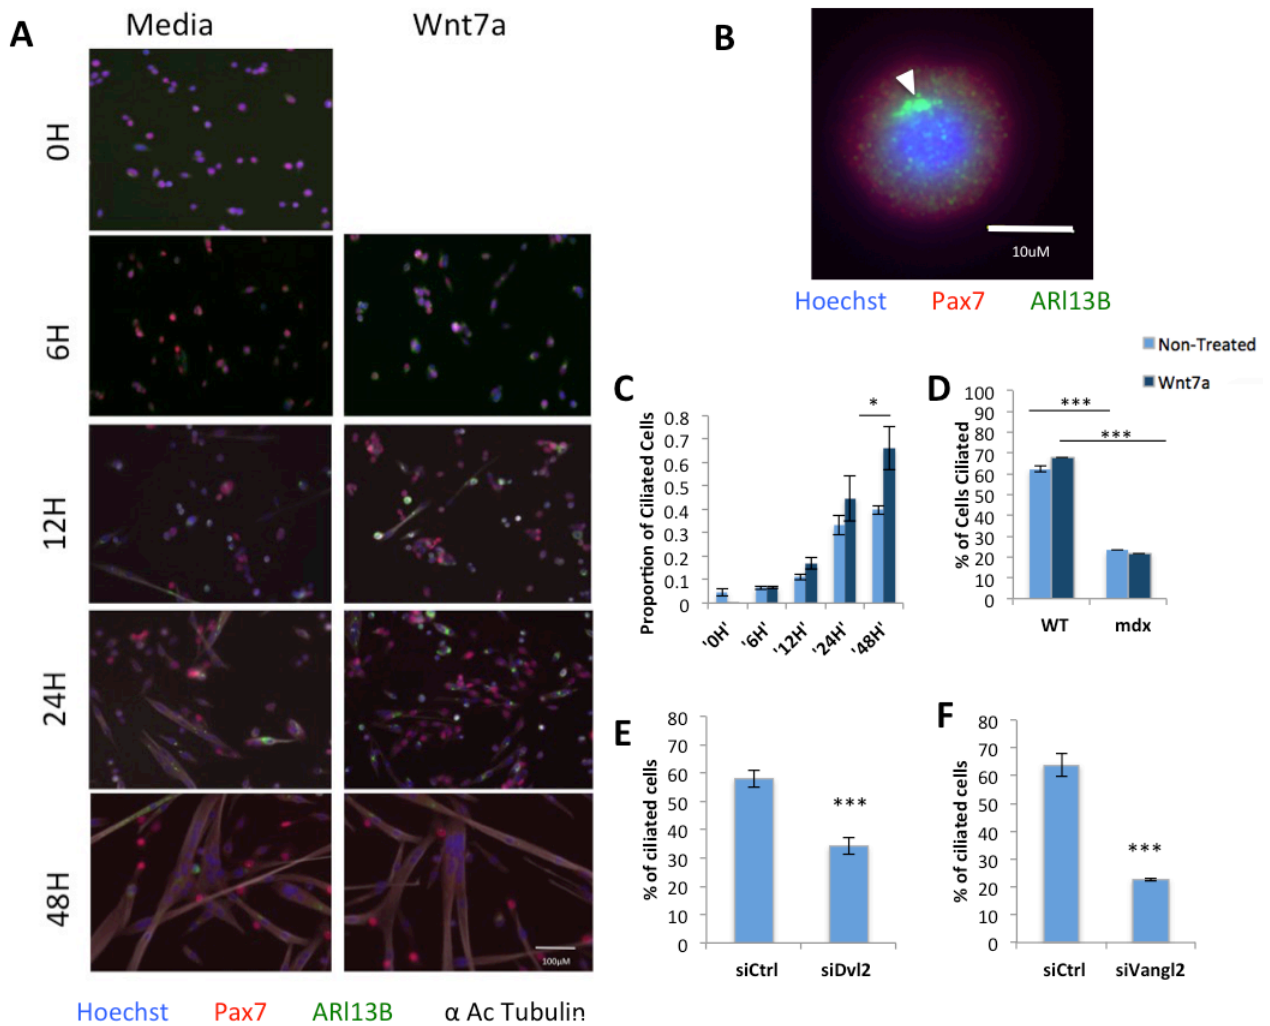 A
Media
Wnt7a
0H
6H
12H
24H
48H
100µM
Hoechst Pax7 ARl13B α Ac Tubulin
B
10uM
Hoechst Pax7 ARl13B
Non-Treated
Wnt7a
C
Proportion of Ciliated Cells
0.8
0.7
0.6
0.5
0.4
0.3
0.2
0.1
0
*
'0H' '6H' '12H' '24H' '48H'
D
% of Cells Ciliated
100
90
80
70
60
50
40
30
20
10
0
***
***
WT mdx
E
% of ciliated cells
80
70
60
50
40
30
20
10
0
***
siCtrl siDvl2
F
% of ciliated cells
80
70
60
50
40
30
20
10
0
***
siCtrl siVangl2